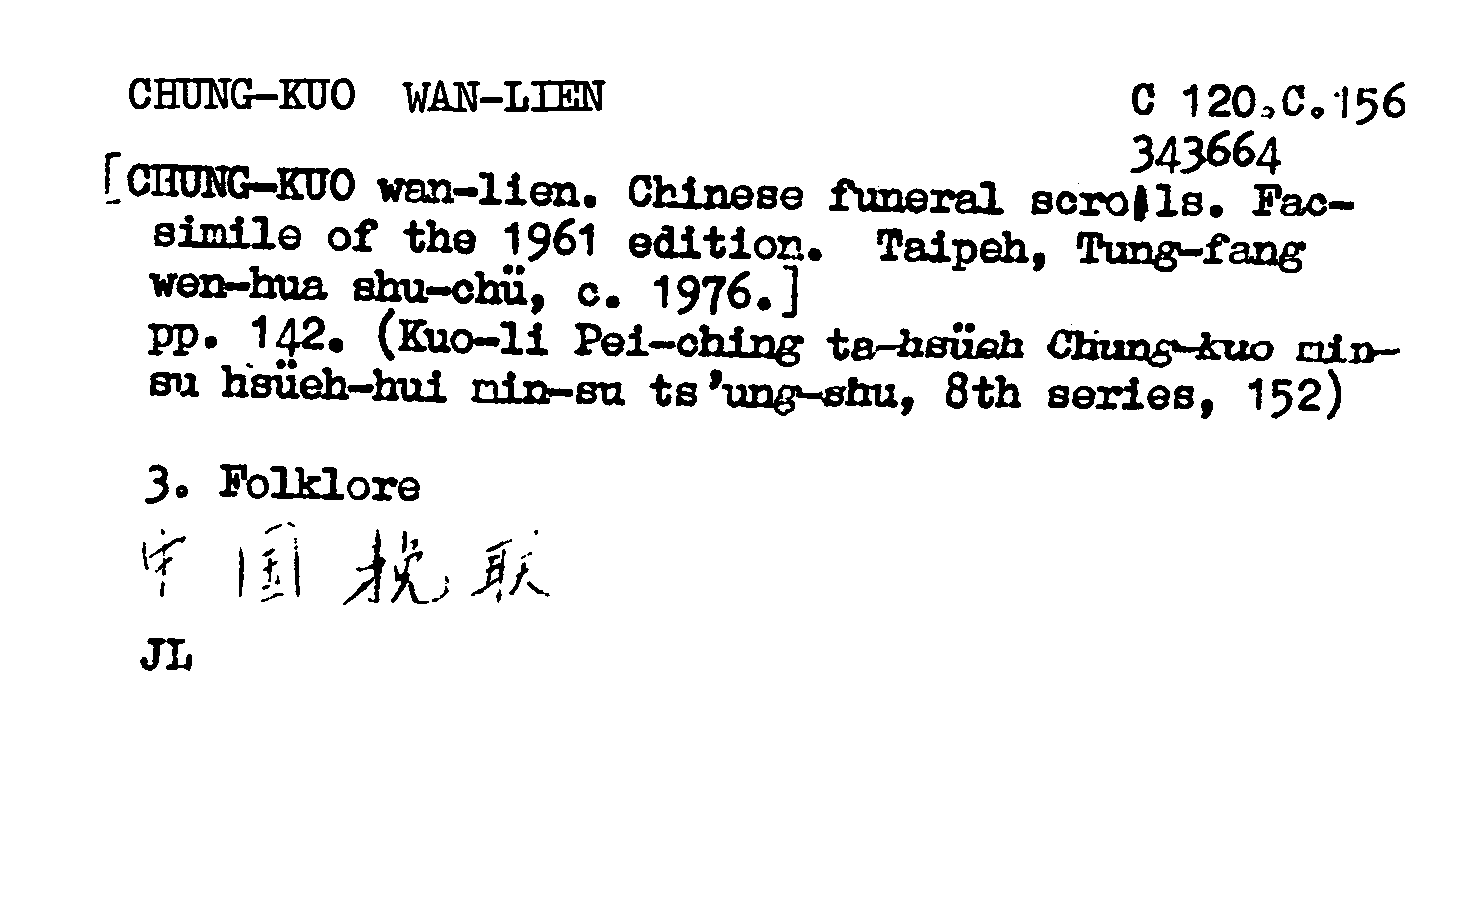 CHUNG-KUO WAN-LIEN
C 120.C.156
343664
[CHUNG-KUO wan-lien. Chinese funeral scrolls. Fac-
simile of the 1961 edition. Taipeh, Tung-fang
wen-hua shu-chü, c. 1976.]
pp. 142. (Kuo-li Pei-ching ta-hsüeh Chung-kuo min-
su hsüeh-hui min-su ts'ung-shu, 8th series, 152)
3. Folklore
中国挽联
JL